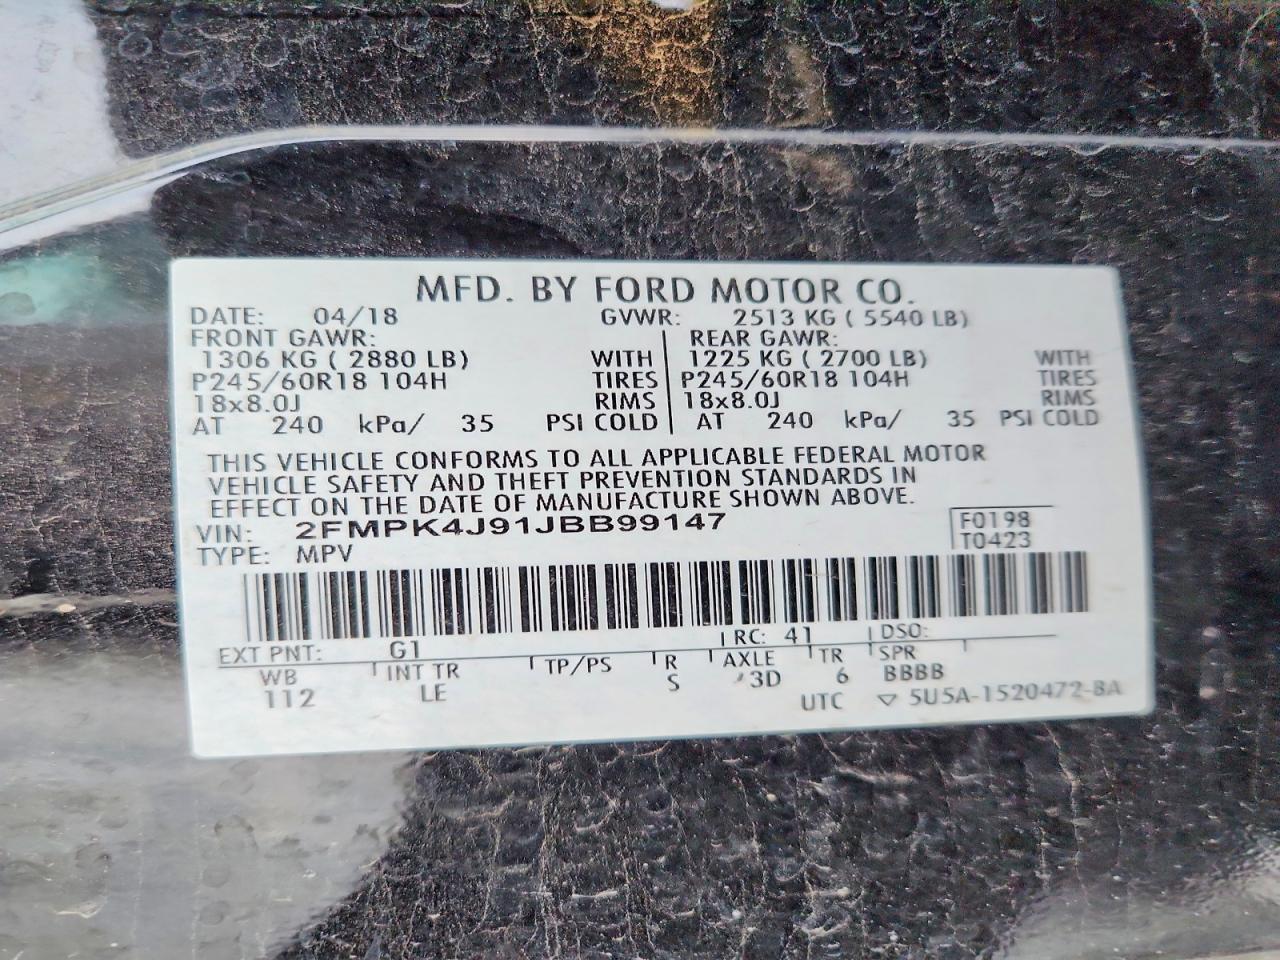 MFD. BY FORD MOTOR CO.
DATE: 04/18 GVWR: 2513 KG ( 5540 LB)
FRONT GAWR: REAR GAWR:
1306 KG ( 2880 LB) WITH 1225 KG ( 2700 LB) WITH
P245/60R18 104H TIRES P245/60R18 104H TIRES
18x8.0J RIMS 18x8.0J RIMS
AT 240 kPa/ 35 PSI COLD AT 240 kPa/ 35 PSI COLD
THIS VEHICLE CONFORMS TO ALL APPLICABLE FEDERAL MOTOR
VEHICLE SAFETY AND THEFT PREVENTION STANDARDS IN
EFFECT ON THE DATE OF MANUFACTURE SHOWN ABOVE.
VIN: 2FMPK4J91JBB99147 F0198
TYPE: MPV T0423
EXT PNT: G1 RC: 41 DSO:
WB INT TR TP/PS R AXLE TR SPR
112 LE S 3D 6 BBBB
UTC ▽ 5U5A-1520472-BA